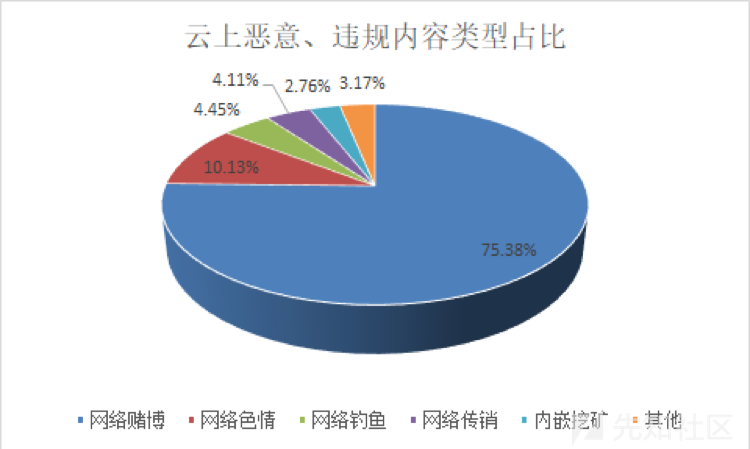 云上恶意、违规内容类型占比
4.11%
2.76%
3.17%
4.45%
10.13%
75.38%
网络赌博 网络色情 网络钓鱼 网络传销 内嵌挖矿 其他
先知社区